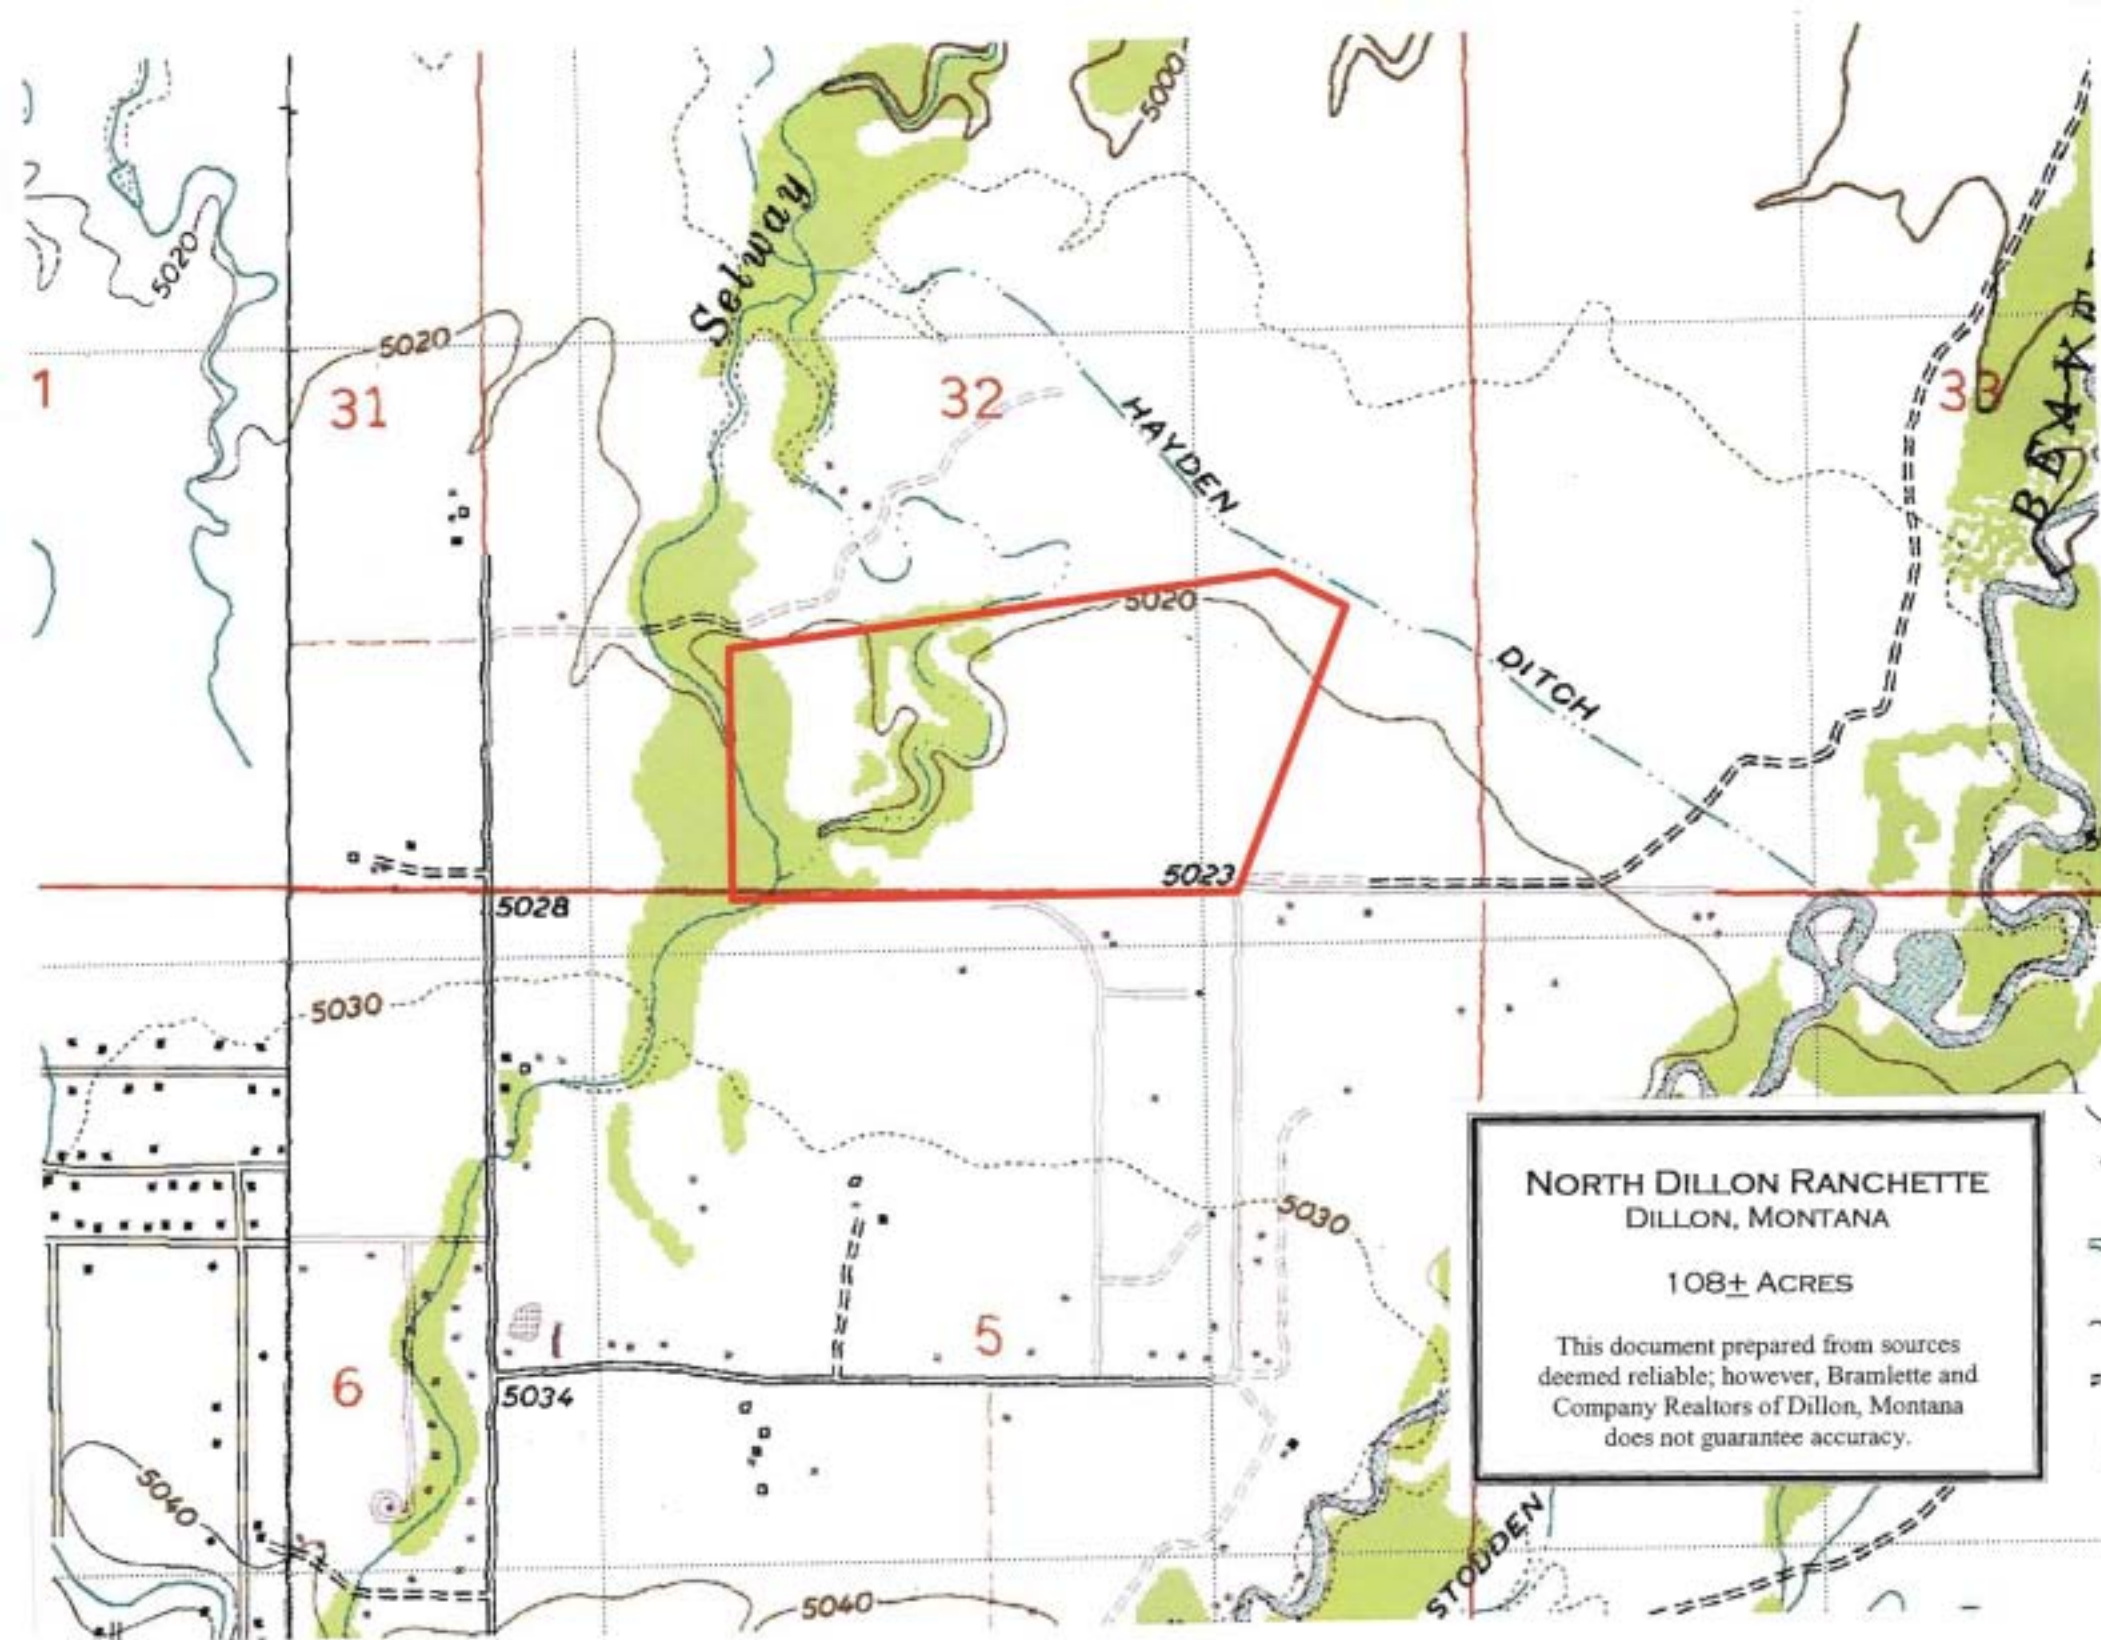 5000
Selway
5020
5020
1
31
32
33
HAYDEN
5020
DITCH
5023
5028
5030
NORTH DILLON RANCHETTE
DILLON, MONTANA
108± ACRES
This document prepared from sources
deemed reliable; however, Bramlette and
Company Realtors of Dillon, Montana
does not guarantee accuracy.
5030
5
6
5034
5040
STODDEN
5040